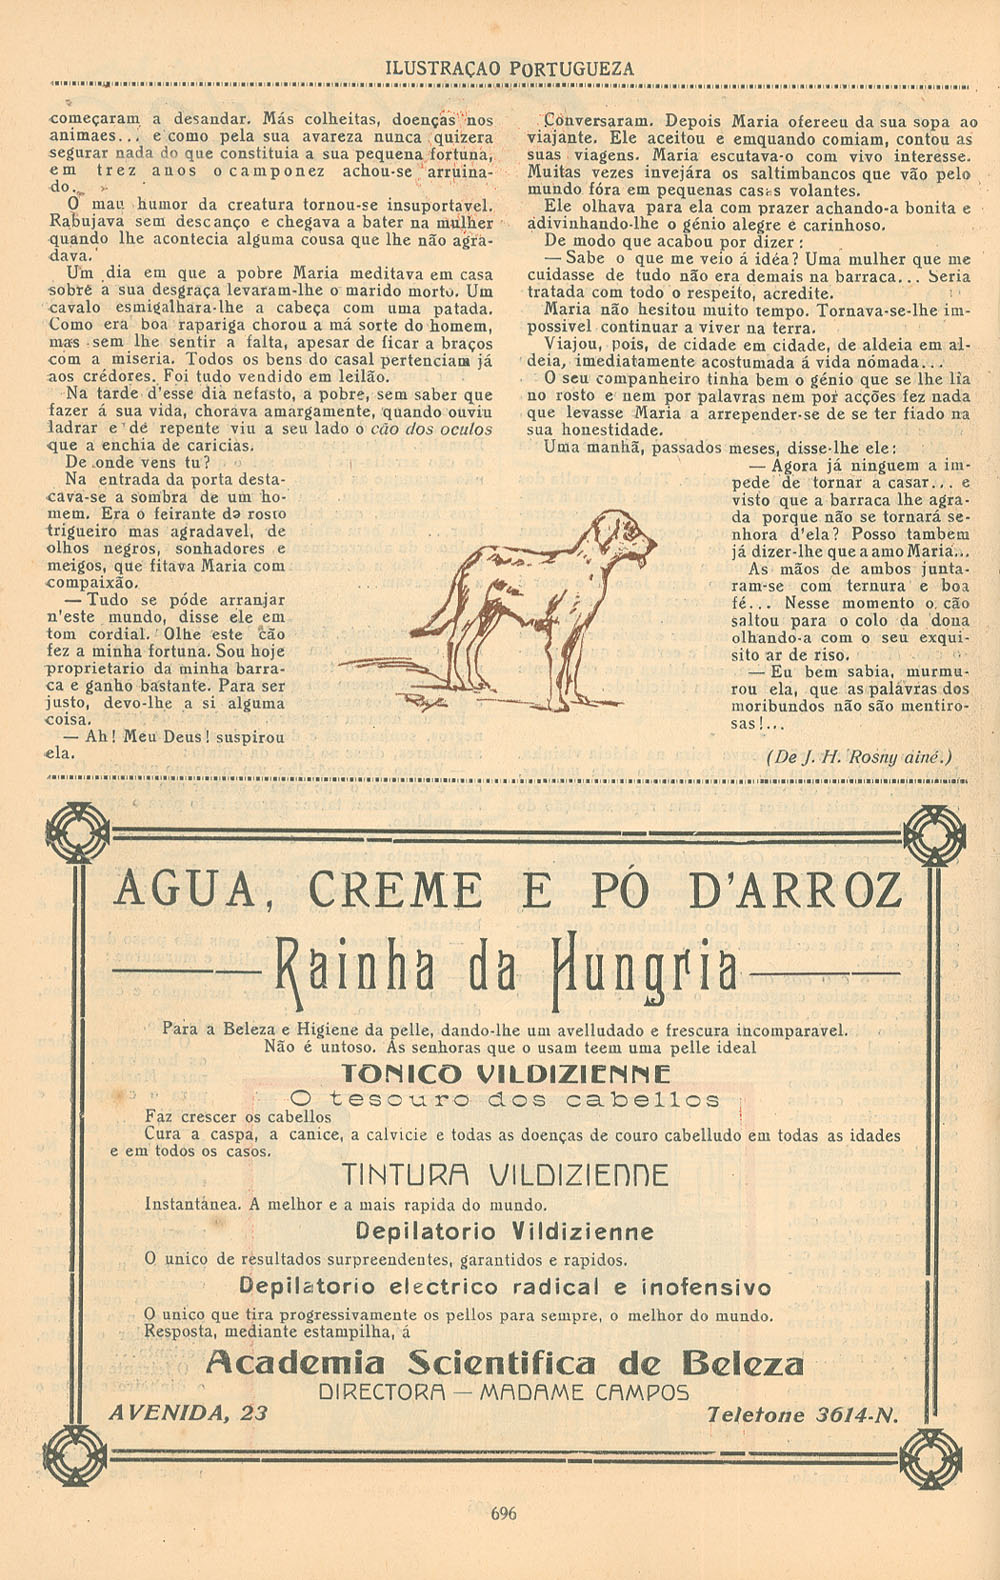 ILUSTRAÇAO PORTUGUEZA
começaram a desandar. Más colheitas, doenças nos
animaes... e como pela sua avareza nunca quizera
segurar nada do que constituia a sua pequena fortuna,
em trez anos o camponez achou-se arruina-
do.
O mau humor da creatura tornou-se insuportavel.
Rabujava sem descanço e chegava a bater na mulher
quando lhe acontecia alguma cousa que lhe não agra-
dava.
Um dia em que a pobre Maria meditava em casa
sobre a sua desgraça levaram-lhe o marido morto. Um
cavalo esmigalhara-lhe a cabeça com uma patada.
Como era boa rapariga chorou a má sorte do homem,
mas sem lhe sentir a falta, apesar de ficar a braços
com a miseria. Todos os bens do casal pertenciam já
aos crédores. Foi tudo vendido em leilão.
Na tarde d'esse dia nefasto, a pobre, sem saber que
fazer á sua vida, chorava amargamente, quando ouviu
ladrar e de repente viu a seu lado o cão dos oculos
que a enchia de caricias.
De onde vens tu?
Na entrada da porta desta-
cava-se a sombra de um ho-
mem. Era o feirante de rosto
trigueiro mas agradavel, de
olhos negros, sonhadores e
meigos, que fitava Maria com
compaixão.
— Tudo se póde arranjar
n'este mundo, disse ele em
tom cordial. Olhe este cão
fez a minha fortuna. Sou hoje
proprietario da minha barra-
ca e ganho bastante. Para ser
justo, devo-lhe a si alguma
coisa.
— Ah! Meu Deus! suspirou
ela.
Conversaram. Depois Maria ofereeu da sua sopa ao
viajante. Ele aceitou e emquando comiam, contou as
suas viagens. Maria escutava-o com vivo interesse.
Muitas vezes invejára os saltimbancos que vão pelo
mundo fóra em pequenas casas volantes.
Ele olhava para ela com prazer achando-a bonita e
adivinhando-lhe o génio alegre e carinhoso.
De modo que acabou por dizer:
— Sabe o que me veio á idéa? Uma mulher que me
cuidasse de tudo não era demais na barraca... Seria
tratada com todo o respeito, acredite.
Maria não hesitou muito tempo. Tornava-se-lhe im-
possivel continuar a viver na terra.
Viajou, pois, de cidade em cidade, de aldeia em al-
deia, imediatamente acostumada á vida nómada...
O seu companheiro tinha bem o génio que se lhe lia
no rosto e nem por palavras nem por acções fez nada
que levasse Maria a arrepender-se de se ter fiado na
sua honestidade.
Uma manhã, passados meses, disse-lhe ele:
— Agora já ninguem a im-
pede de tornar a casar... e
visto que a barraca lhe agra-
da porque não se tornará se-
nhora d'ela? Posso tambem
já dizer-lhe que a amo Maria...
As mãos de ambos junta-
ram-se com ternura e boa
fé... Nesse momento o cão
saltou para o colo da dona
olhando-a com o seu exqui-
sito ar de riso.
— Eu bem sabia, murmu-
rou ela, que as palávras dos
moribundos não são mentiro-
sas!...
(De J. H. Rosny ainé.)
AGUA, CREME E PÓ D'ARROZ
Rainha da Hungria
Para a Beleza e Higiene da pelle, dando-lhe um avelludado e frescura incomparavel.
Não é untoso. As senhoras que o usam teem uma pelle ideal
TONICO VILDIZIENNE
O tesouro dos cabellos
Faz crescer os cabellos
Cura a caspa, a canice, a calvicie e todas as doenças de couro cabelludo em todas as idades
e em todos os casos.
TINTURA VILDIZIENNE
Instantánea. A melhor e a mais rapida do mundo.
Depilatorio Vildizienne
O unico de resultados surpreendentes, garantidos e rapidos.
Depilatorio electrico radical e inofensivo
O unico que tira progressivamente os pellos para sempre, o melhor do mundo.
Resposta, mediante estampilha, á
Academia Scientifica de Beleza
DIRECTORA — MADAME CAMPOS
AVENIDA, 23
Telefone 3614-N.
696